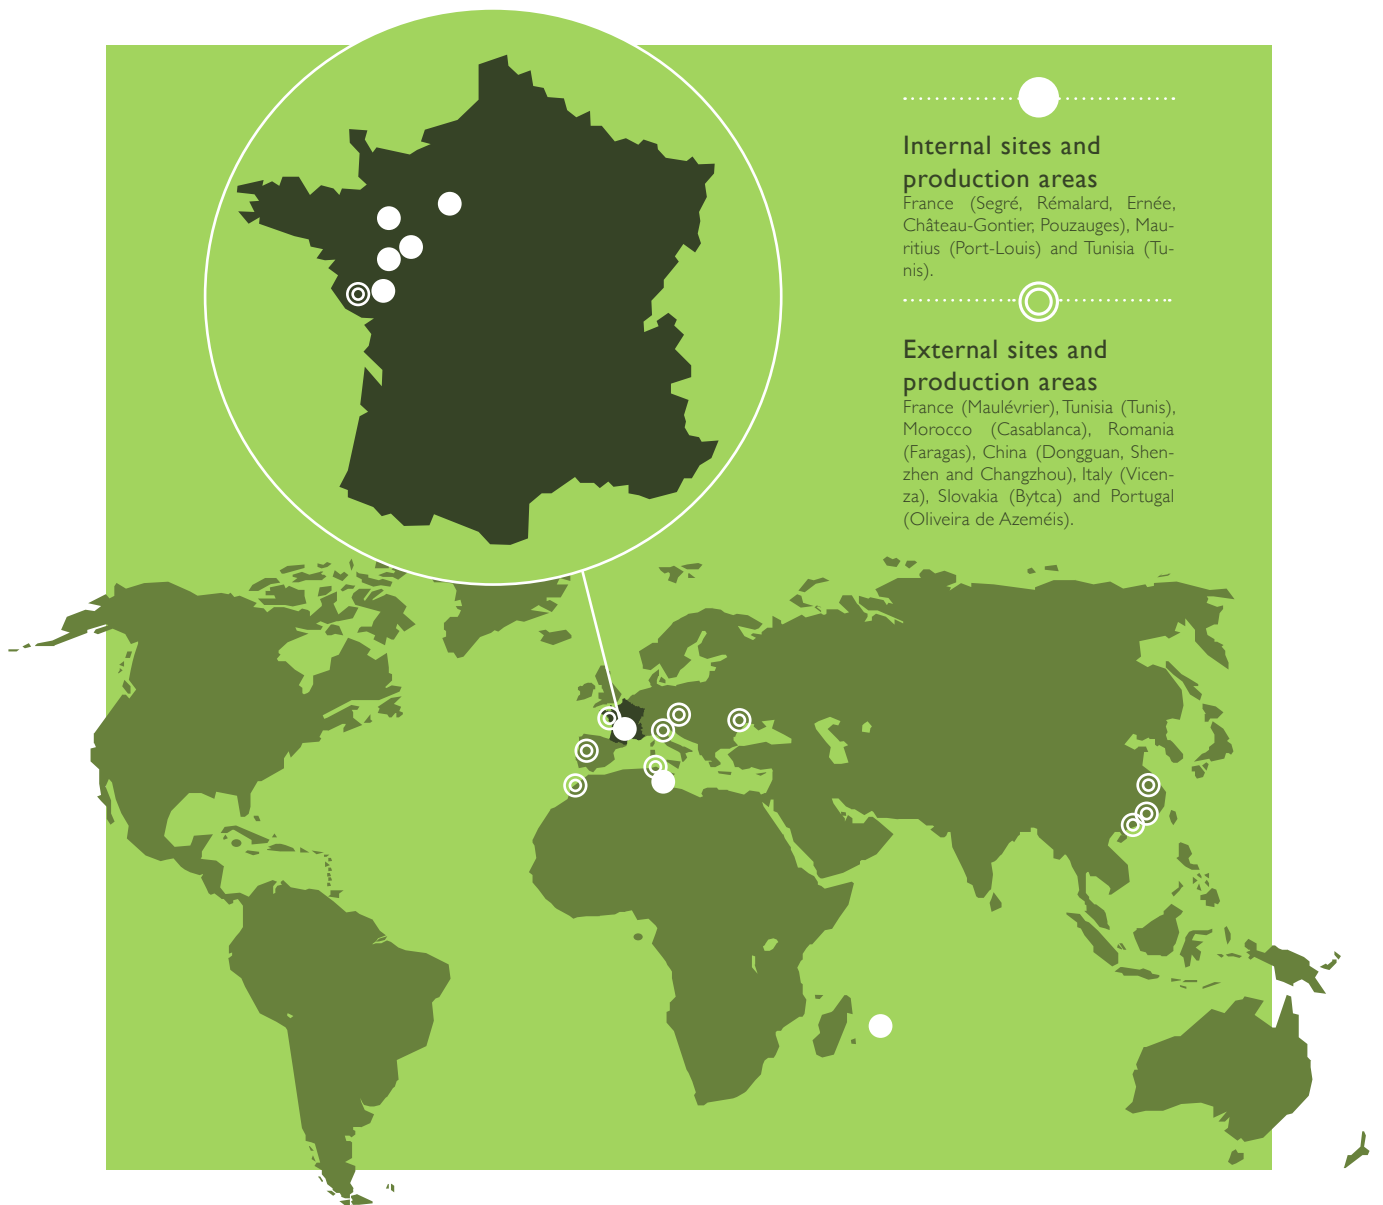 Internal sites and
production areas
France (Segré, Rémalard, Ernée,
Château-Gontier, Pouzauges), Mau-
ritius (Port-Louis) and Tunisia (Tu-
nis).
External sites and
production areas
France (Maulévrier), Tunisia (Tunis),
Morocco (Casablanca), Romania
(Faragas), China (Dongguan, Shen-
zhen and Changzhou), Italy (Vicen-
za), Slovakia (Bytca) and Portugal
(Oliveira de Azeméis).